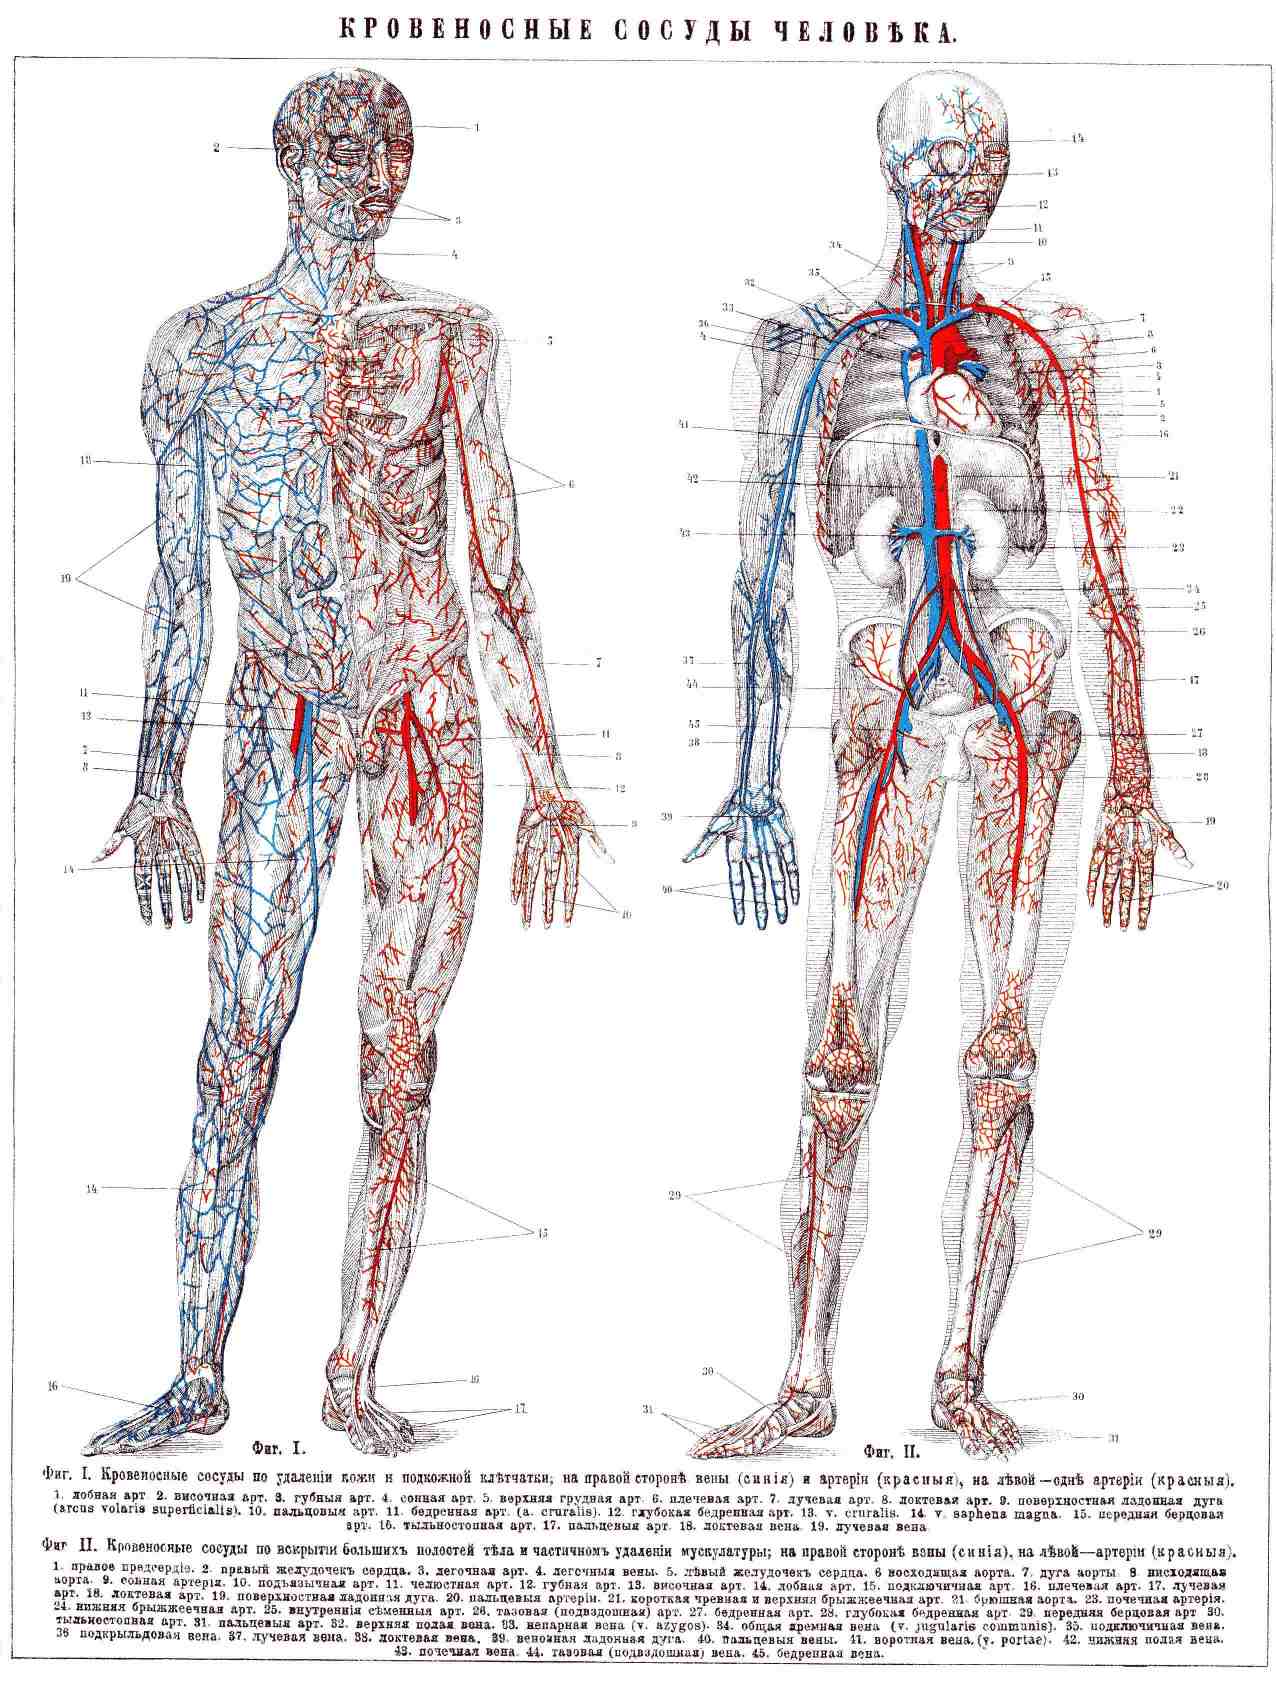 КРОВЕНОСНЫЕ СОСУДЫ ЧЕЛОВѢКА.
Фиг. I.
Фиг. II.
Фиг. I. Кровеносные сосуды по удаленіи кожи и подкожной клѣтчатки; на правой сторонѣ вены (синія) и артеріи (красныя), на лѣвой—однѣ артеріи (красныя).
1. лобная арт 2. височная арт. 3. губныя арт. 4. сонная арт. 5. верхняя грудная арт 6. плечевая арт. 7. лучевая арт. 8. локтевая арт. 9. поверхностная ладонная дуга
(arcus volaris superficialis). 10. пальцовыя арт. 11. бедренная арт. (a. cruralis). 12. глубокая бедренная арт. 13. v. cruralis. 14. v. saphena magna. 15. передняя берцовая
арт. 16. тыльностопная арт. 17. пальцевыя арт. 18. локтевая вена. 19. лучевая вена
Фиг II. Кровеносные сосуды по вскрытіи большихъ полостей тѣла и частичномъ удаленіи мускулатуры; на правой сторонѣ вены (синія), на лѣвой—артеріи (красныя).
1. правое предсердіе. 2. правый желудочекъ сердца. 3. легочная арт. 4. легочныя вены. 5. лѣвый желудочекъ сердца. 6 восходящая аорта. 7. дуга аорты 8 нисходящая
аорта. 9. сонная артерія. 10. подъязычная арт. 11. челюстная арт. 12. губная арт. 13. височная арт. 14. лобная арт. 15. подключичная арт. 16. плечевая арт. 17. лучевая
арт. 18. локтевая арт. 19. поверхностная ладонная дуга. 20. пальцевыя артеріи. 21. короткая чревная и верхняя брыжжеечная арт. 21. брюшная аорта. 23. почечная артерія.
24. нижняя брыжжеечная арт. 25. внутреннія сѣменныя арт. 26. тазовая (подвздошная) арт. 27. бедренная арт. 28. глубокая бедренная арт 29. передняя берцовая арт 30.
тыльностопная арт. 31. пальцевыя арт. 32. верхняя полая вена. 33. непарная вена (v. azygos). 34. общая яремная вена (v. jugularis communis). 35. подключичная вена.
36 подкрыльцовая вена. 37. лучевая вена. 38. локтевая вена. 39. венозная ладонная дуга. 40. пальцевыя вены. 41. воротная вена. (v. portae). 42. нижняя полая вена.
43. почечная вена. 44. тазовая (подвздошная) вена. 45. бедренная вена.